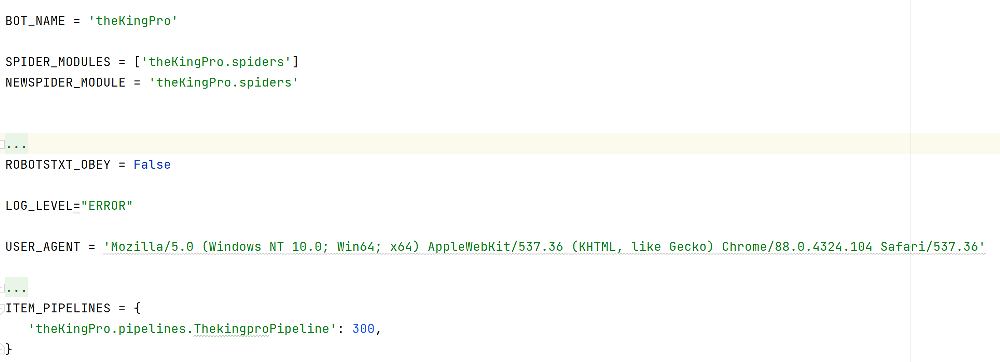 BOT_NAME = 'theKingPro'
SPIDER_MODULES = ['theKingPro.spiders']
NEWSPIDER_MODULE = 'theKingPro.spiders'
...
ROBOTSTXT_OBEY = False
LOG_LEVEL="ERROR"
USER_AGENT = 'Mozilla/5.0 (Windows NT 10.0; Win64; x64) AppleWebKit/537.36 (KHTML, like Gecko) Chrome/88.0.4324.104 Safari/537.36'
...
ITEM_PIPELINES = {
   'theKingPro.pipelines.ThekingproPipeline': 300,
}